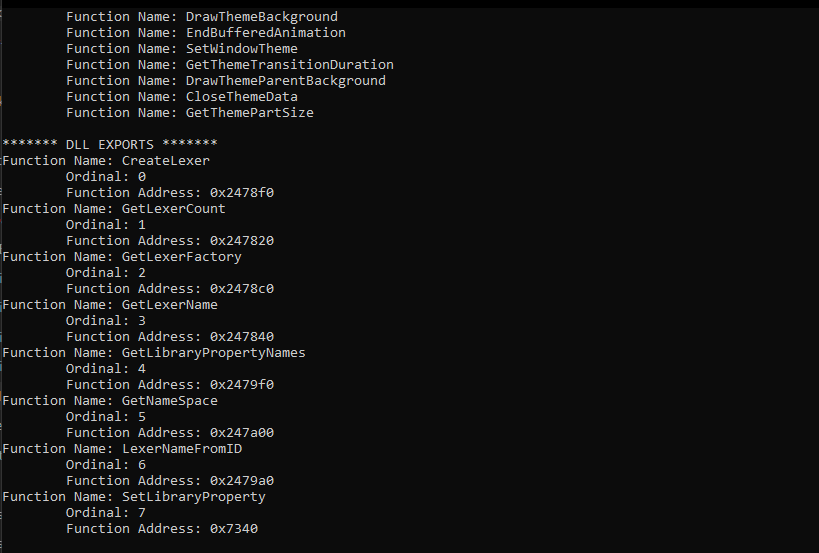 Function Name: DrawThemeBackground
Function Name: EndBufferedAnimation
Function Name: SetWindowTheme
Function Name: GetThemeTransitionDuration
Function Name: DrawThemeParentBackground
Function Name: CloseThemeData
Function Name: GetThemePartSize
******* DLL EXPORTS *******
Function Name: CreateLexer
Ordinal: 0
Function Address: 0x2478f0
Function Name: GetLexerCount
Ordinal: 1
Function Address: 0x247820
Function Name: GetLexerFactory
Ordinal: 2
Function Address: 0x2478c0
Function Name: GetLexerName
Ordinal: 3
Function Address: 0x247840
Function Name: GetLibraryPropertyNames
Ordinal: 4
Function Address: 0x2479f0
Function Name: GetNameSpace
Ordinal: 5
Function Address: 0x247a00
Function Name: LexerNameFromID
Ordinal: 6
Function Address: 0x2479a0
Function Name: SetLibraryProperty
Ordinal: 7
Function Address: 0x7340